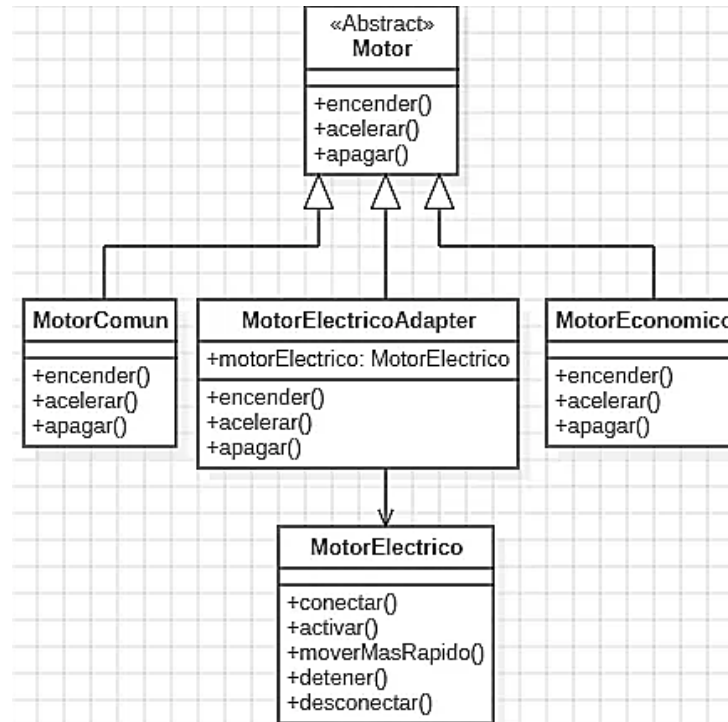 «Abstract»
Motor
+encender()
+acelerar()
+apagar()
MotorComun
+encender()
+acelerar()
+apagar()
MotorElectricoAdapter
+motorElectrico: MotorElectrico
+encender()
+acelerar()
+apagar()
MotorEconomico
+encender()
+acelerar()
+apagar()
MotorElectrico
+conectar()
+activar()
+moverMasRapido()
+detener()
+desconectar()